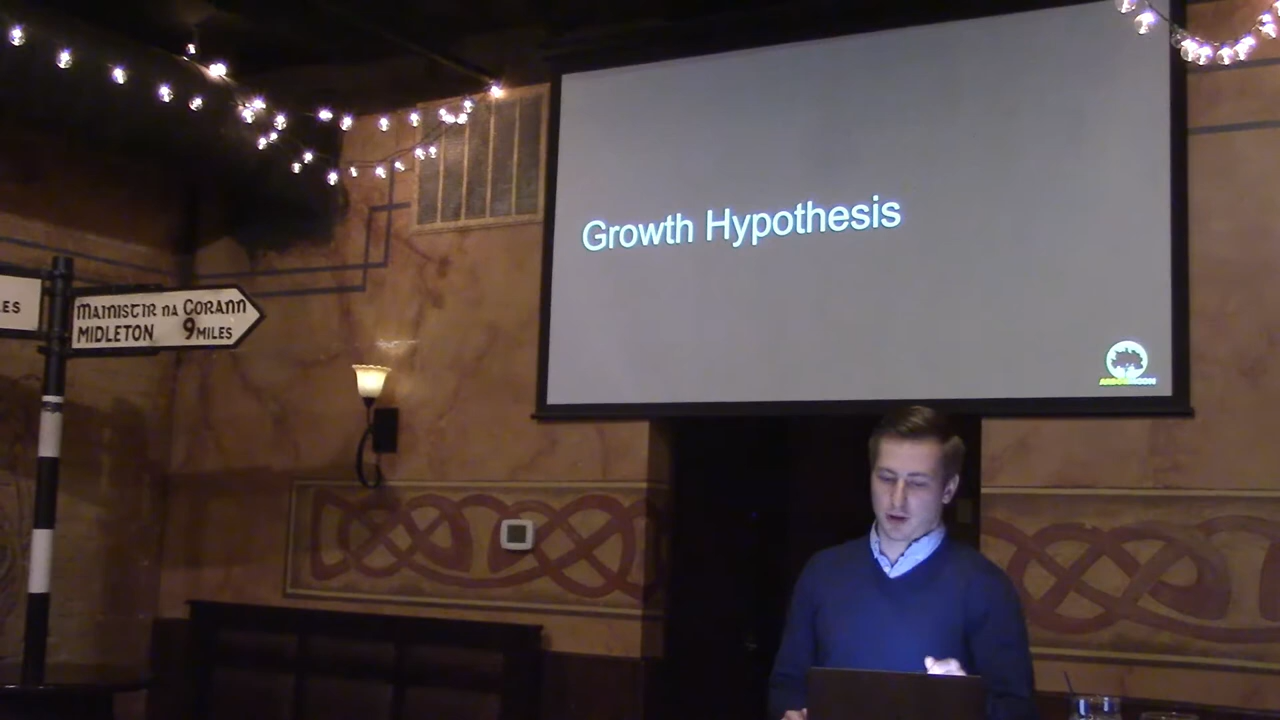 Growth Hypothesis
ES
MAINISTIR NA CORANN
MIDLETON 9 MILES